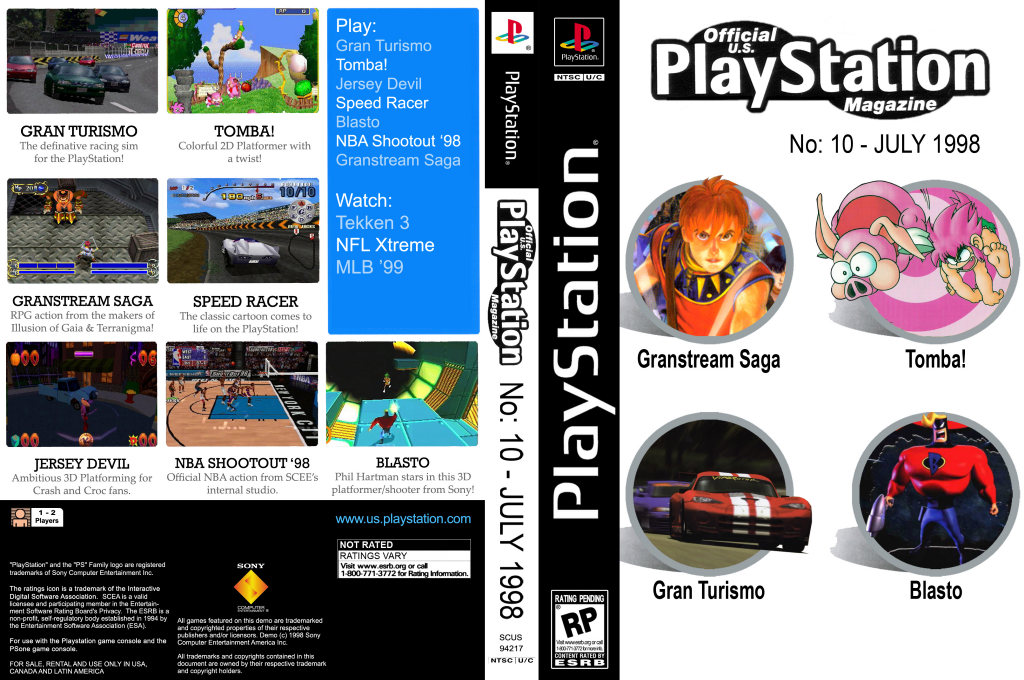 GRAN TURISMO
The definative racing sim
for the PlayStation!
TOMBA!
Colorful 2D Platformer with
a twist!
GRANSTREAM SAGA
RPG action from the makers of
Illusion of Gaia & Terranigma!
SPEED RACER
The classic cartoon comes to
life on the PlayStation!
JERSEY DEVIL
Ambitious 3D Platforming for
Crash and Croc fans.
NBA SHOOTOUT ‘98
Official NBA action from SCEE’s
internal studio.
BLASTO
Phil Hartman stars in this 3D
platformer/shooter from Sony!
Play:
Gran Turismo
Tomba!
Jersey Devil
Speed Racer
Blasto
NBA Shootout ‘98
Granstream Saga
Watch:
Tekken 3
NFL Xtreme
MLB ’99
1 - 2
Players
www.us.playstation.com
NOT RATED
RATINGS VARY
Visit www.esrb.org or call
1-800-771-3772 for Rating Information.
"PlayStation" and the "PS" Family logo are registered
trademarks of Sony Computer Entertainment Inc.
The ratings icon is a trademark of the Interactive
Digital Software Association. SCEA is a valid
licensee and participating member in the Entertain-
ment Software Rating Board's Privacy. The ESRB is a
non-profit, self-regulatory body established in 1994 by
the Entertainment Software Association (ESA).
For use with the Playstation game console and the
PSone game console.
FOR SALE, RENTAL AND USE ONLY IN USA,
CANADA AND LATIN AMERICA
SONY
COMPUTER
ENTERTAINMENT ®
All games featured on this demo are trademarked
and copyrighted properties of their respective
publishers and/or licensors. Demo (c) 1998 Sony
Computer Entertainment America Inc.
All trademarks and copyrights contained in this
document are owned by their respective trademark
and copyright holders.
PlayStation®
Official
U.S.
PlayStation
Magazine
No: 10 - JULY 1998
SCUS
94217
NTSC U/C
PlayStation
NTSC U/C
PlayStation®
RATING PENDING
RP
Visit www.esrb.org or call
1-800-771-3772 for more info.
CONTENT RATED BY
ESRB
Official
U.S.
PlayStation
Magazine
No: 10 - JULY 1998
Granstream Saga
Tomba!
Gran Turismo
Blasto